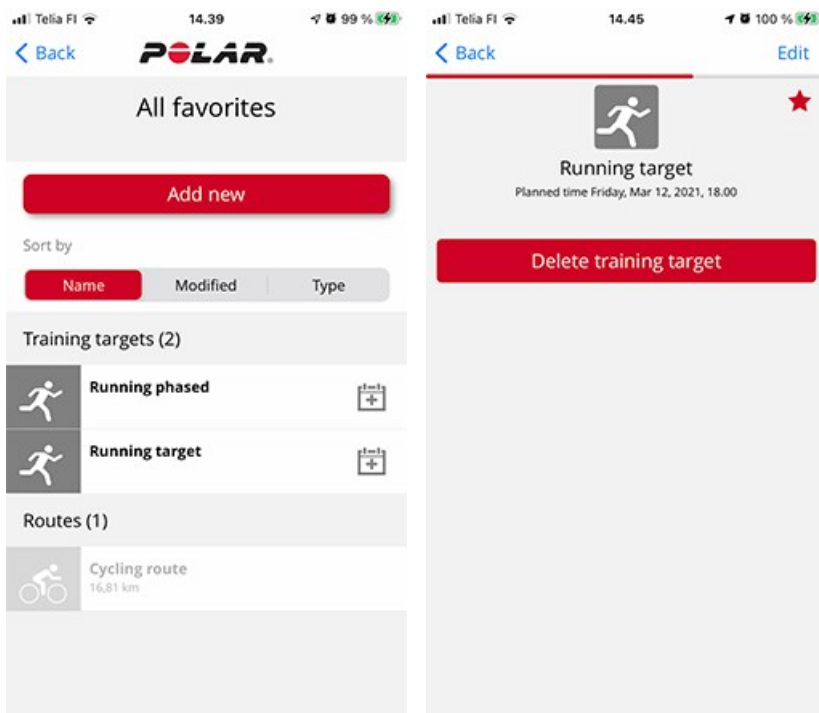 Telia FI 14.39 99 %
Back POLAR.
All favorites
Add new
Sort by
Name Modified Type
Training targets (2)
Running phased
Running target
Routes (1)
Cycling route
16,81 km
Telia FI 14.45 100 %
Back Edit
Running target
Planned time Friday, Mar 12, 2021, 18.00
Delete training target